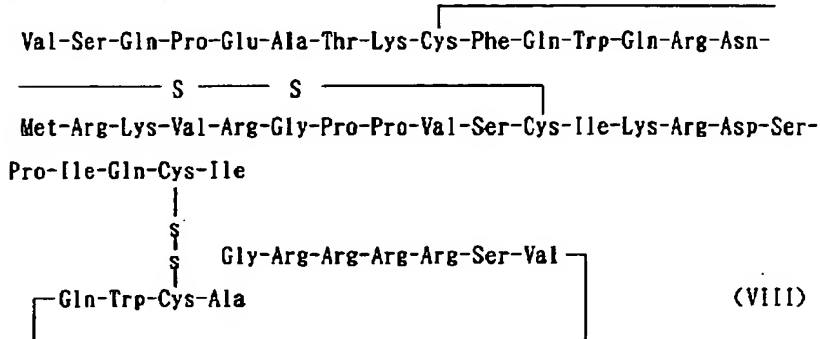 Val-Ser-Gln-Pro-Glu-Ala-Thr-Lys-Cys-Phe-Gln-Trp-Gln-Arg-Asn-
S S
Met-Arg-Lys-Val-Arg-Gly-Pro-Pro-Val-Ser-Cys-Ile-Lys-Arg-Asp-Ser-
Pro-Ile-Gln-Cys-Ile
S
S
Gly-Arg-Arg-Arg-Arg-Ser-Val
Gln-Trp-Cys-Ala
(VIII)